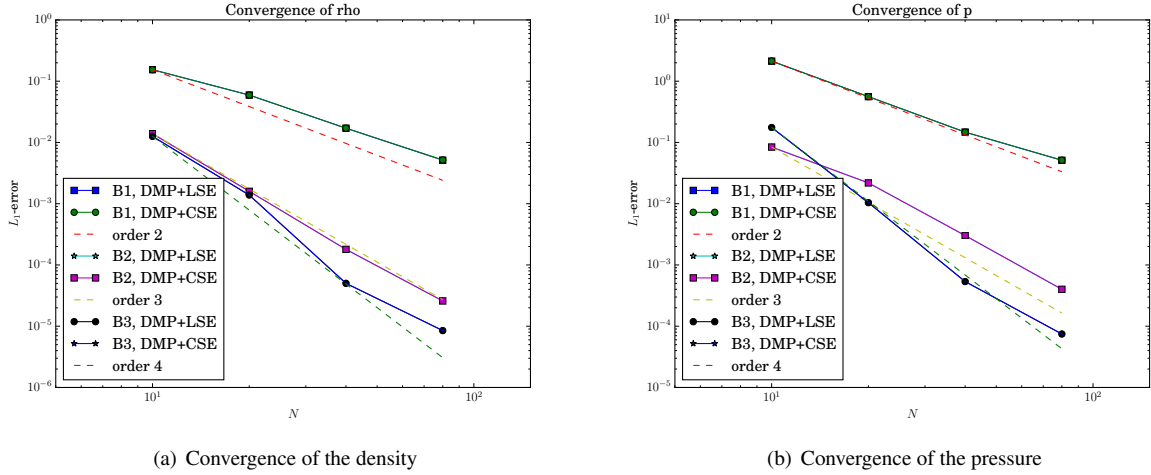 Convergence of rho
10^0
10^-1
10^-2
10^-3
10^-4
10^-5
10^-6
L_1-error
B1, DMP+LSE
B1, DMP+CSE
order 2
B2, DMP+LSE
B2, DMP+CSE
order 3
B3, DMP+LSE
B3, DMP+CSE
order 4
10^1
10^2
N
(a) Convergence of the density
Convergence of p
10^1
10^0
10^-1
10^-2
10^-3
10^-4
10^-5
L_1-error
B1, DMP+LSE
B1, DMP+CSE
order 2
B2, DMP+LSE
B2, DMP+CSE
order 3
B3, DMP+LSE
B3, DMP+CSE
order 4
10^1
10^2
N
(b) Convergence of the pressure